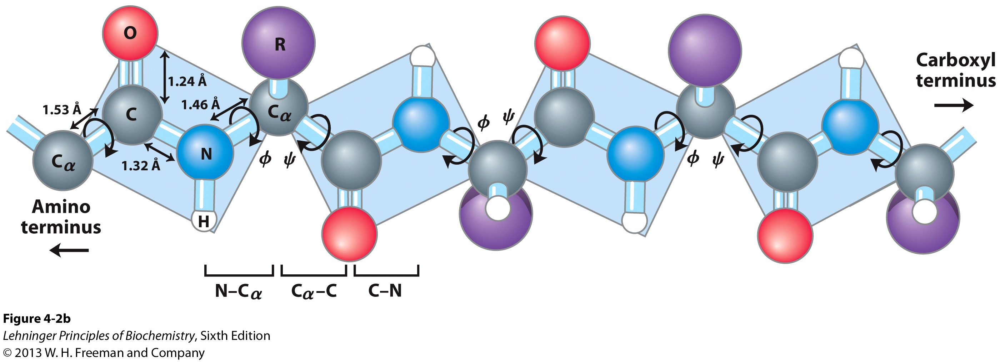 O
R
1.24 Å
1.46 Å
1.53 Å
C
Cα
Cα
N
1.32 Å
H
ϕ ψ
ϕ ψ
ϕ ψ
Carboxyl
terminus
Amino
terminus
N–Cα
Cα–C
C–N
Figure 4-2b
Lehninger Principles of Biochemistry, Sixth Edition
© 2013 W. H. Freeman and Company